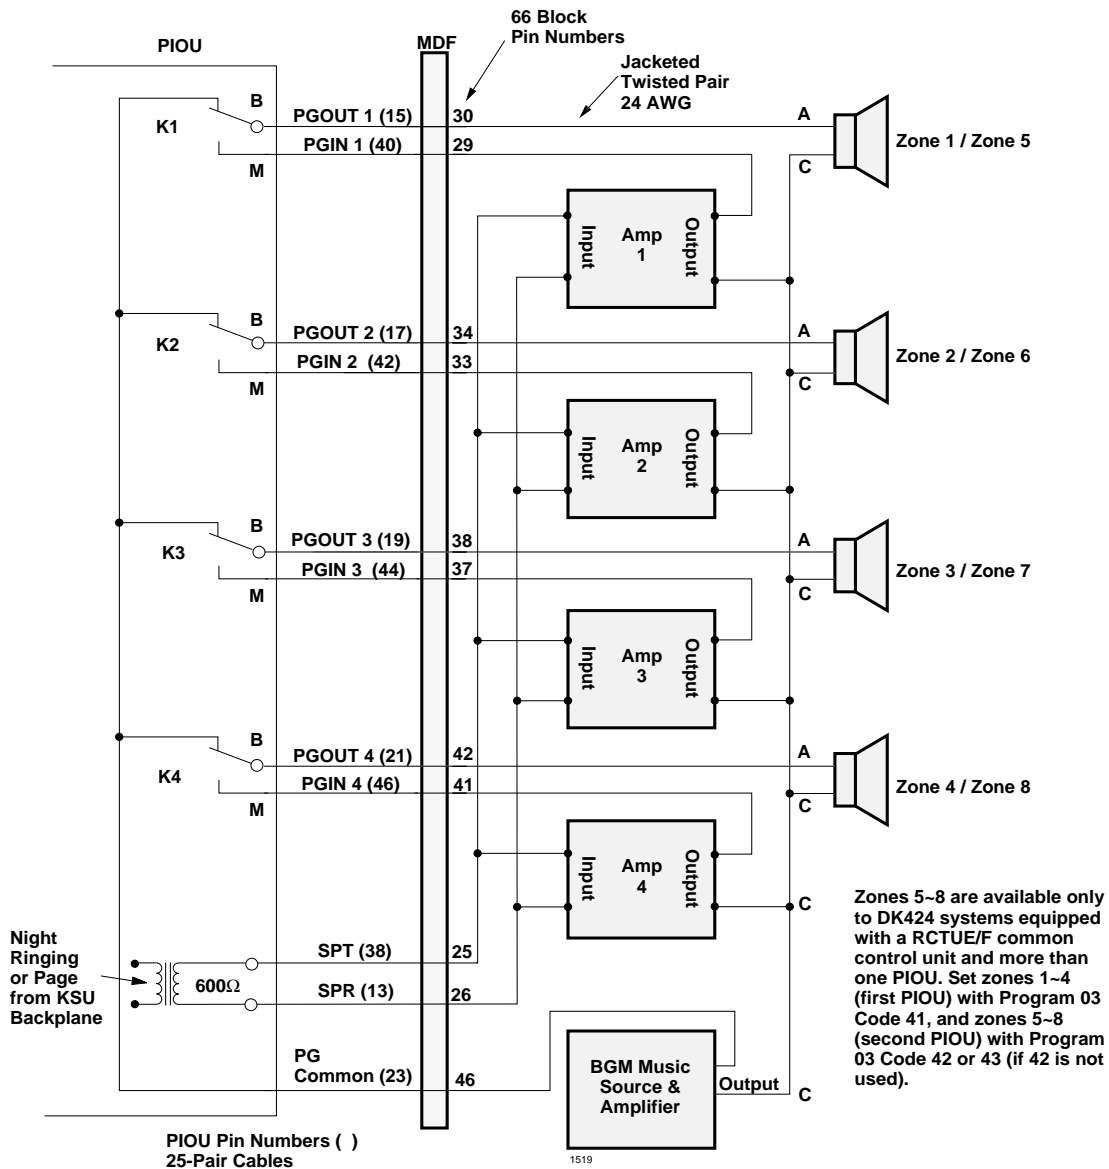 66 Block
Pin Numbers
PIOU
MDF
Jacketed
Twisted Pair
24 AWG
B
PGOUT 1 (15)
30
A
K1
PGIN 1 (40)
29
Zone 1 / Zone 5
M
C
Input
Amp
1
Output
B
PGOUT 2 (17)
34
A
K2
PGIN 2 (42)
33
Zone 2 / Zone 6
M
C
Input
Amp
2
Output
B
PGOUT 3 (19)
38
A
K3
PGIN 3 (44)
37
Zone 3 / Zone 7
M
C
Input
Amp
3
Output
B
PGOUT 4 (21)
42
A
K4
PGIN 4 (46)
41
Zone 4 / Zone 8
M
C
Input
Amp
4
Output
C
Zones 5~8 are available only
to DK424 systems equipped
with a RCTUE/F common
control unit and more than
one PIOU. Set zones 1~4
(first PIOU) with Program 03
Code 41, and zones 5~8
(second PIOU) with Program
03 Code 42 or 43 (if 42 is not
used).
Night
Ringing
or Page
from KSU
Backplane
600Ω
SPT (38)
25
SPR (13)
26
PG
Common (23)
46
BGM Music
Source &
Amplifier
Output
C
PIOU Pin Numbers ( )
25-Pair Cables
1519